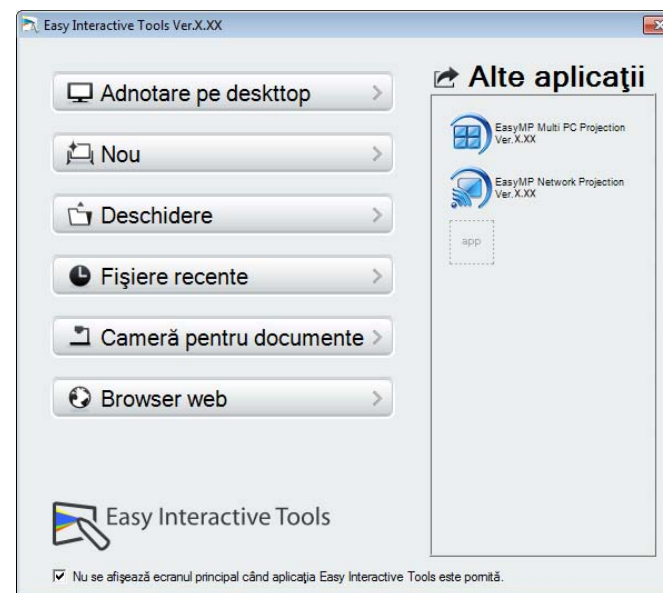 Easy Interactive Tools Ver.X.XX
Adnotare pe deskttop
Nou
Deschidere
Fişiere recente
Cameră pentru documente
Browser web
Alte aplicaţii
EasyMP Multi PC Projection
Ver.X.XX
EasyMP Network Projection
Ver.X.XX
app
Easy Interactive Tools
Nu se afişează ecranul principal când aplicaţia Easy Interactive Tools este pornită.